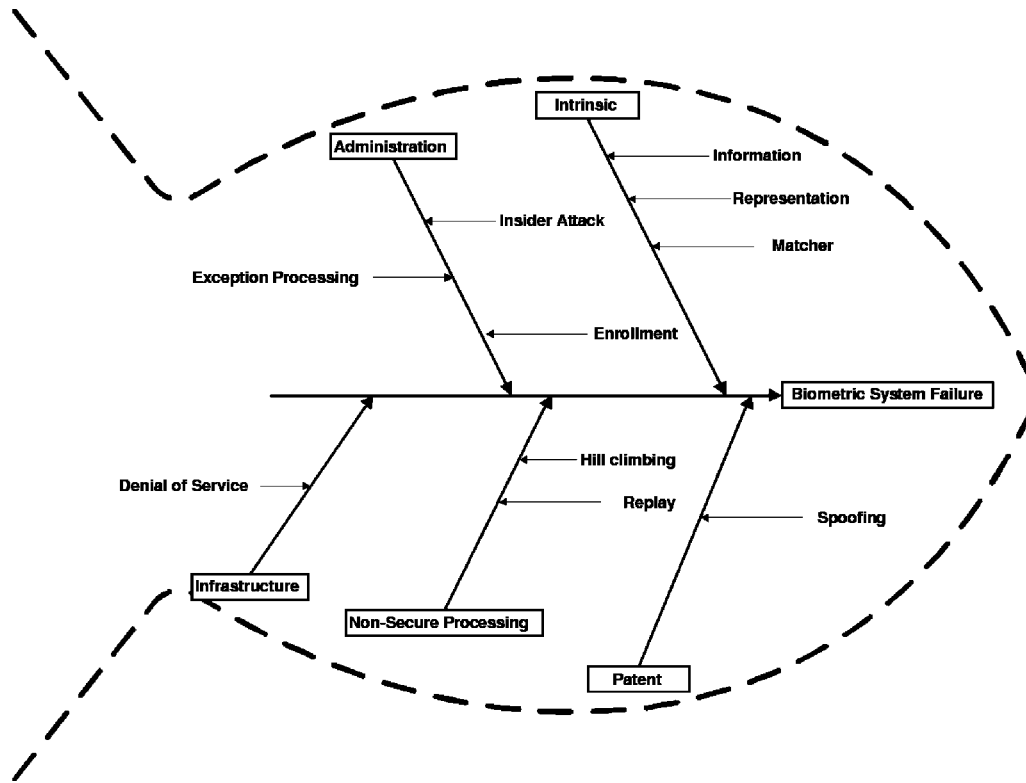 Intrinsic
Administration
Information
Representation
Insider Attack
Matcher
Exception Processing
Enrollment
Biometric System Failure
Hill climbing
Denial of Service
Replay
Spoofing
Infrastructure
Non-Secure Processing
Patent